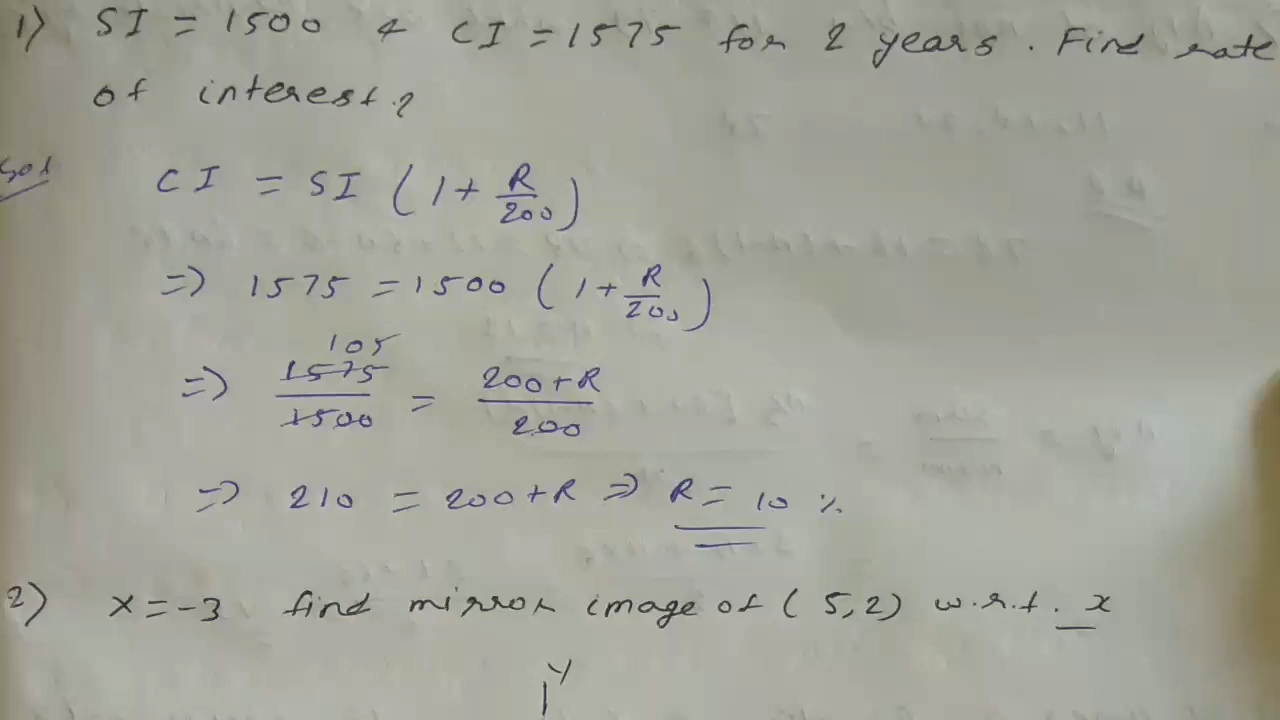 1) SI = 1500 & CI = 1575 for 2 years. Find rate
of interest?
Sol CI = SI (1 + R/200)
=> 1575 = 1500 (1 + R/200)
105
=> 1575/1500 = (200+R)/200
=> 210 = 200+R => R = 10 %.
2) x = -3 find mirror image of (5,2) w.r.t. x
Y